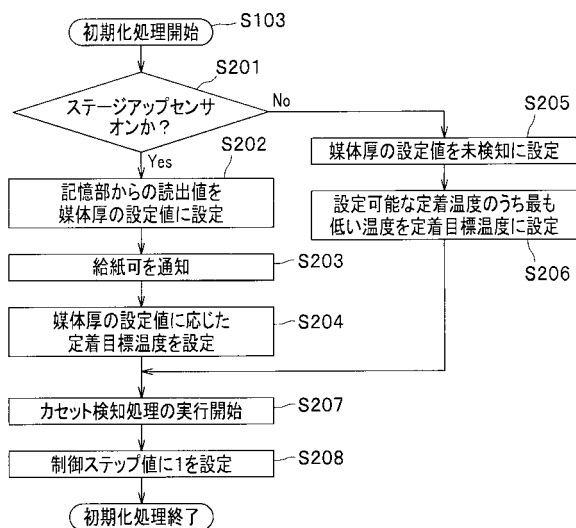 初期化処理開始
S103
S201
ステージアップセンサ
オンか？
No
Yes
S202
記憶部からの読出値を
媒体厚の設定値に設定
S203
給紙可を通知
S204
媒体厚の設定値に応じた
定着目標温度を設定
S205
媒体厚の設定値を未検知に設定
設定可能な定着温度のうち最も
低い温度を定着目標温度に設定
S206
カセット検知処理の実行開始
S207
制御ステップ値に1を設定
S208
初期化処理終了